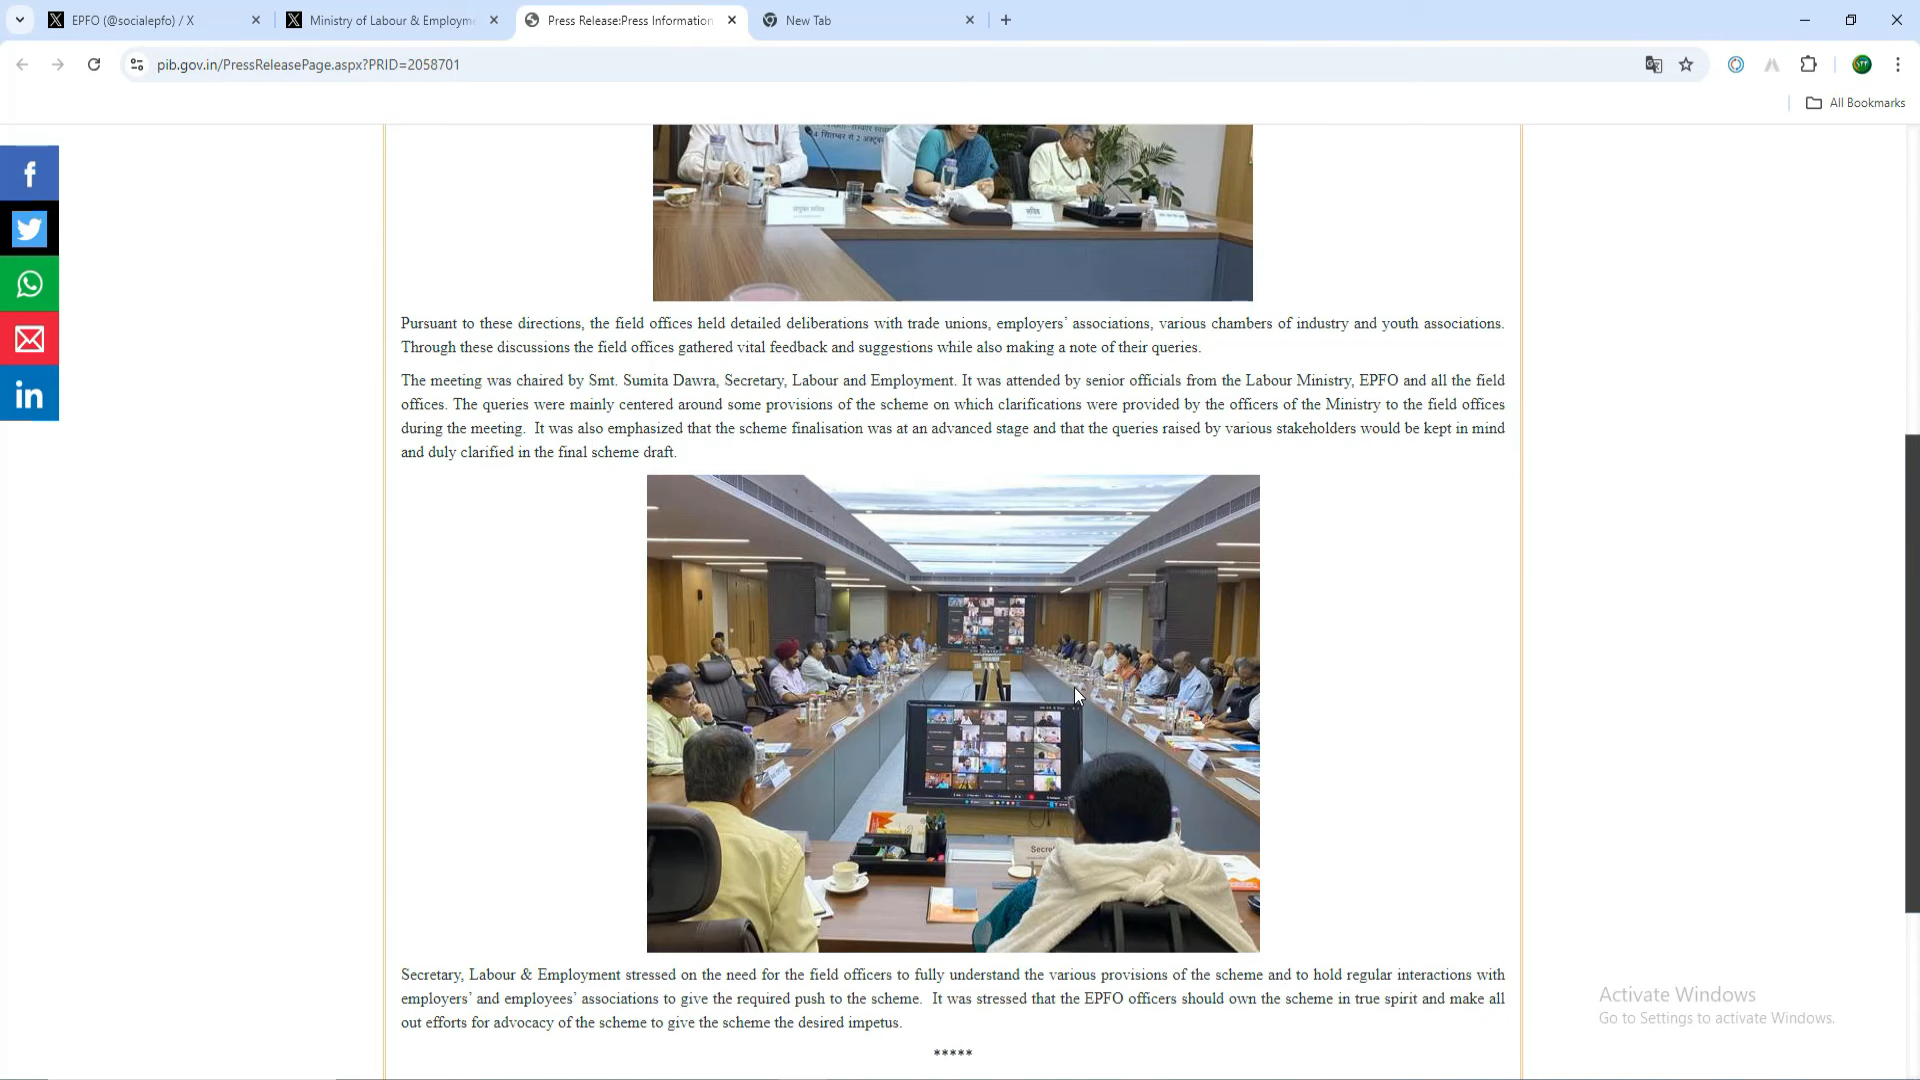 EPFO (@socialepfo) / X
Ministry of Labour & Employm
Press Release:Press Information
New Tab
pib.gov.in/PressReleasePage.aspx?PRID=2058701
All Bookmarks
संयुक्त सचिव
सचिव
Pursuant to these directions, the field offices held detailed deliberations with trade unions, employers’ associations, various chambers of industry and youth associations.
Through these discussions the field offices gathered vital feedback and suggestions while also making a note of their queries.
The meeting was chaired by Smt. Sumita Dawra, Secretary, Labour and Employment. It was attended by senior officials from the Labour Ministry, EPFO and all the field
offices. The queries were mainly centered around some provisions of the scheme on which clarifications were provided by the officers of the Ministry to the field offices
during the meeting. It was also emphasized that the scheme finalisation was at an advanced stage and that the queries raised by various stakeholders would be kept in mind
and duly clarified in the final scheme draft.
Secretary, Labour & Employment stressed on the need for the field officers to fully understand the various provisions of the scheme and to hold regular interactions with
employers’ and employees’ associations to give the required push to the scheme. It was stressed that the EPFO officers should own the scheme in true spirit and make all
out efforts for advocacy of the scheme to give the scheme the desired impetus.
*****
Activate Windows
Go to Settings to activate Windows.